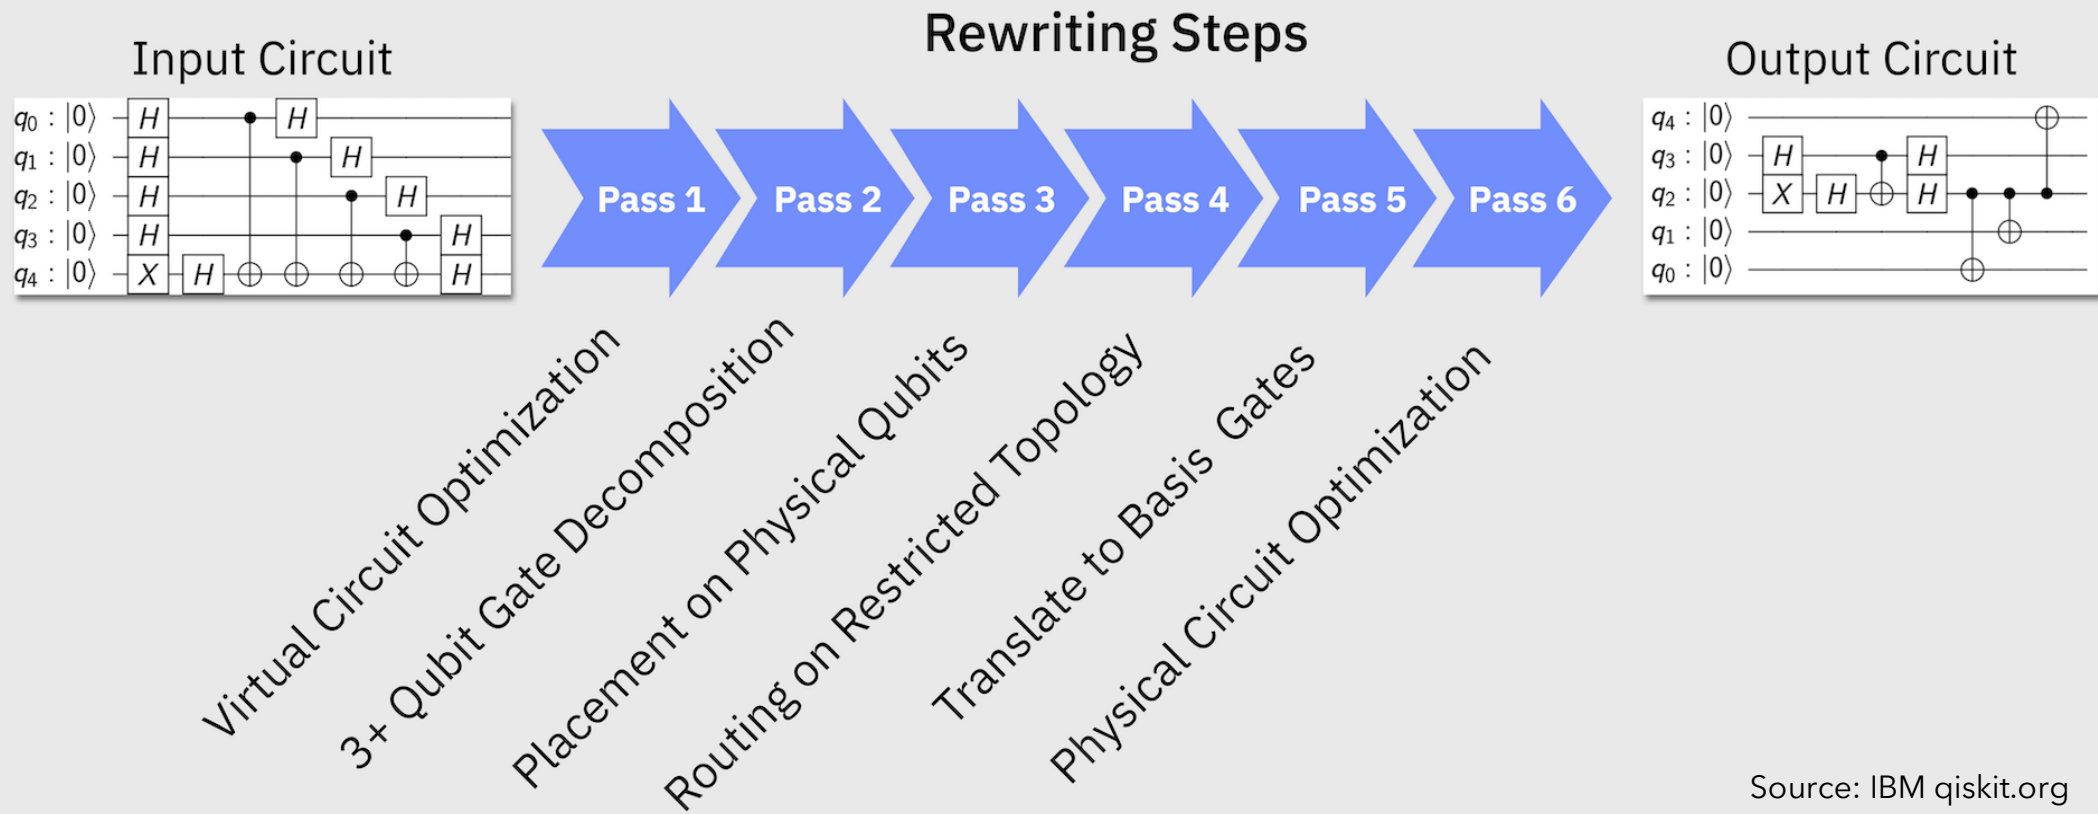 Rewriting Steps
Input Circuit
Output Circuit
q0 : |0⟩ H H
q1 : |0⟩ H H
q2 : |0⟩ H H
q3 : |0⟩ H H
q4 : |0⟩ X H H
Pass 1
Pass 2
Pass 3
Pass 4
Pass 5
Pass 6
q4 : |0⟩
q3 : |0⟩ H H
q2 : |0⟩ X H H
q1 : |0⟩
q0 : |0⟩
Virtual Circuit Optimization
3+ Qubit Gate Decomposition
Placement on Physical Qubits
Routing on Restricted Topology
Translate to Basis Gates
Physical Circuit Optimization
Source: IBM qiskit.org